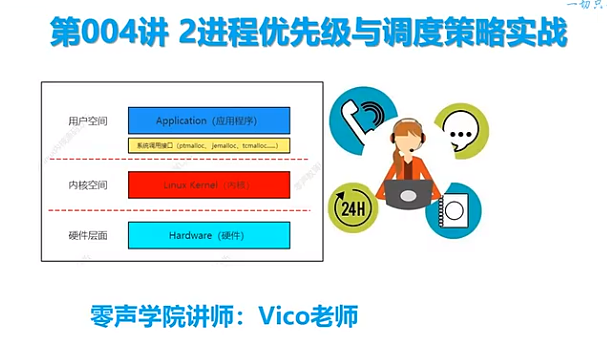 一切只
第004讲 2进程优先级与调度策略实战
用户空间
Application（应用程序）
系统调用接口（ptmalloc、jemalloc、tcmalloc......）
内核空间
Linux Kernel（内核）
硬件层面
Hardware（硬件）
24H
零声学院讲师：Vico老师